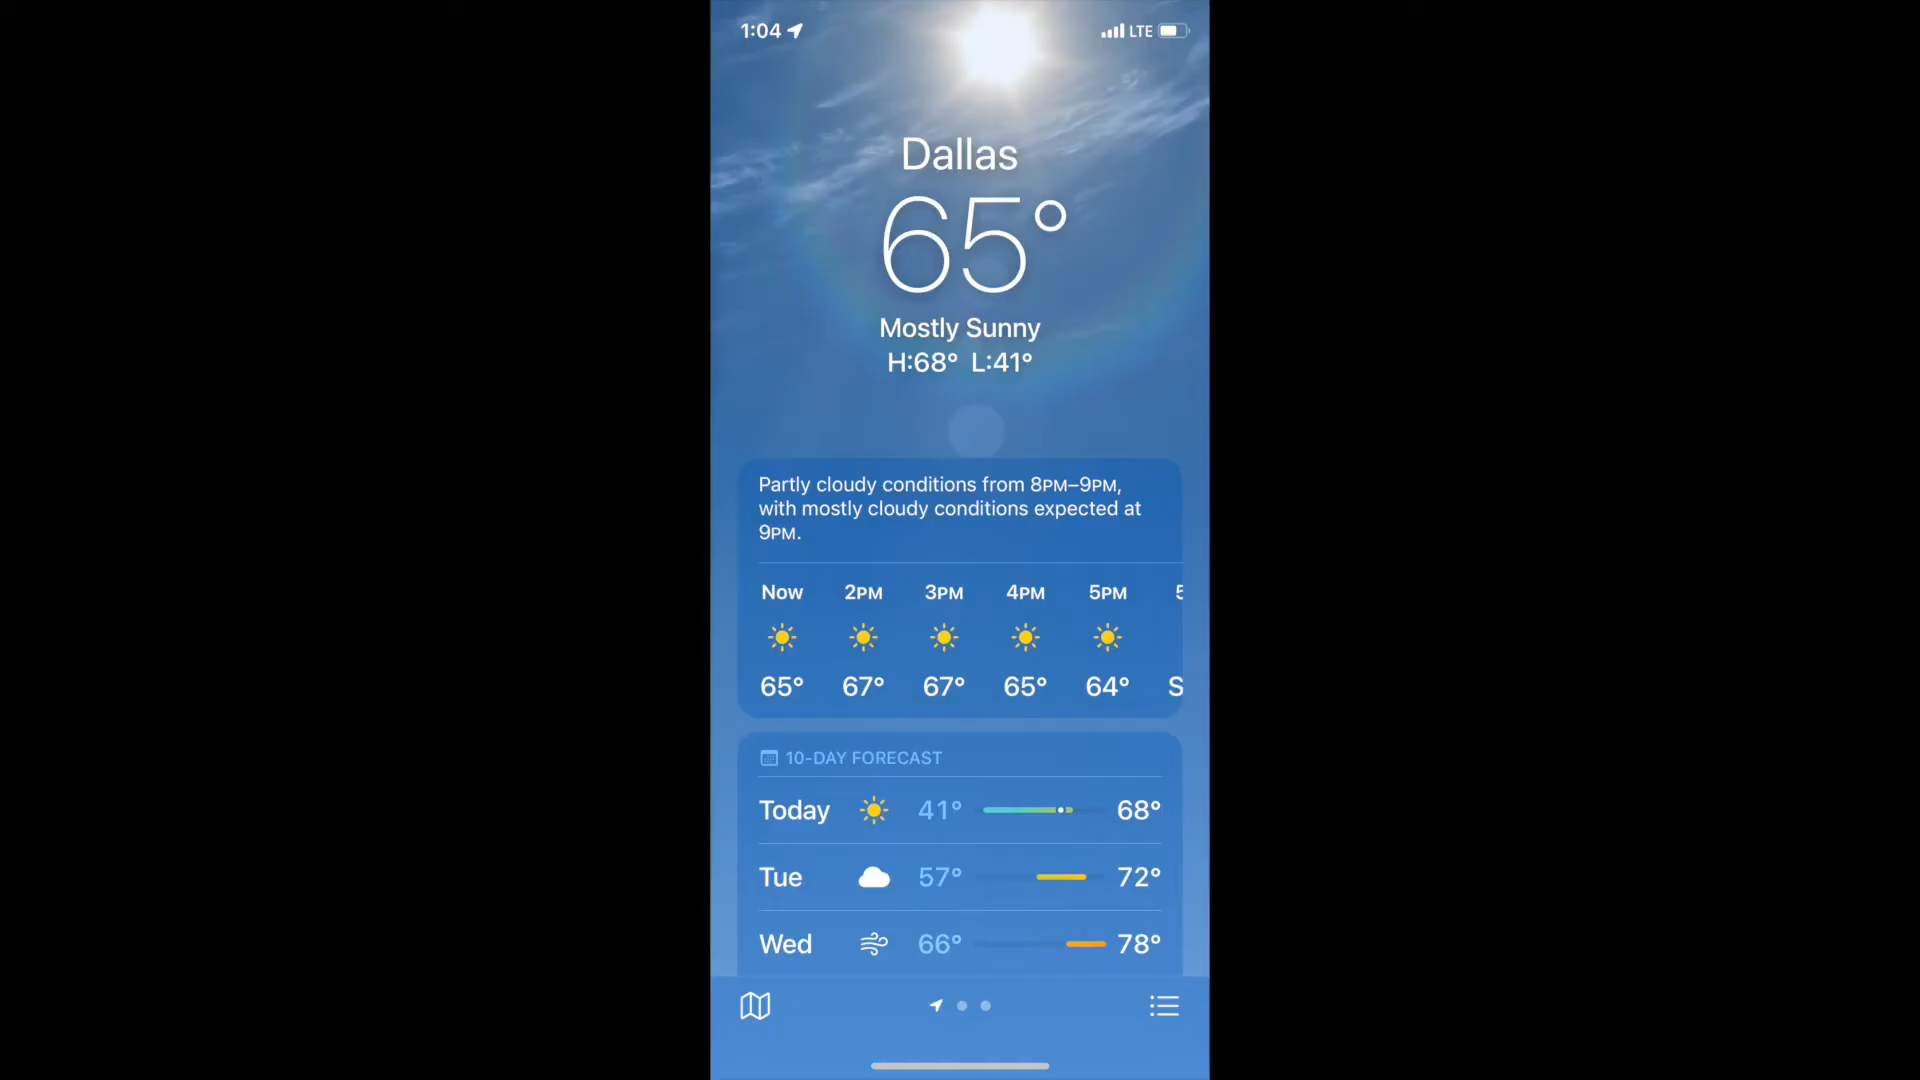 1:04 LTE
Dallas
65°
Mostly Sunny
H:68° L:41°
Partly cloudy conditions from 8PM–9PM,
with mostly cloudy conditions expected at
9PM.
Now 2PM 3PM 4PM 5PM
65° 67° 67° 65° 64°
10-DAY FORECAST
Today 41° 68°
Tue 57° 72°
Wed 66° 78°